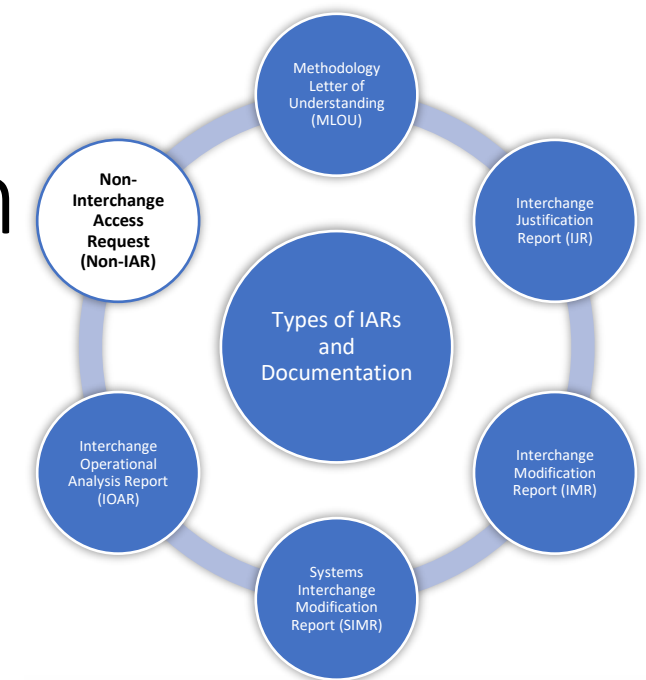 n
Methodology
Letter of
Understanding
(MLOU)
Interchange
Justification
Report (IJR)
Interchange
Modification
Report (IMR)
Systems
Interchange
Modification
Report (SIMR)
Interchange
Operational
Analysis Report
(IOAR)
Non-
Interchange
Access
Request
(Non-IAR)
Types of IARs
and
Documentation